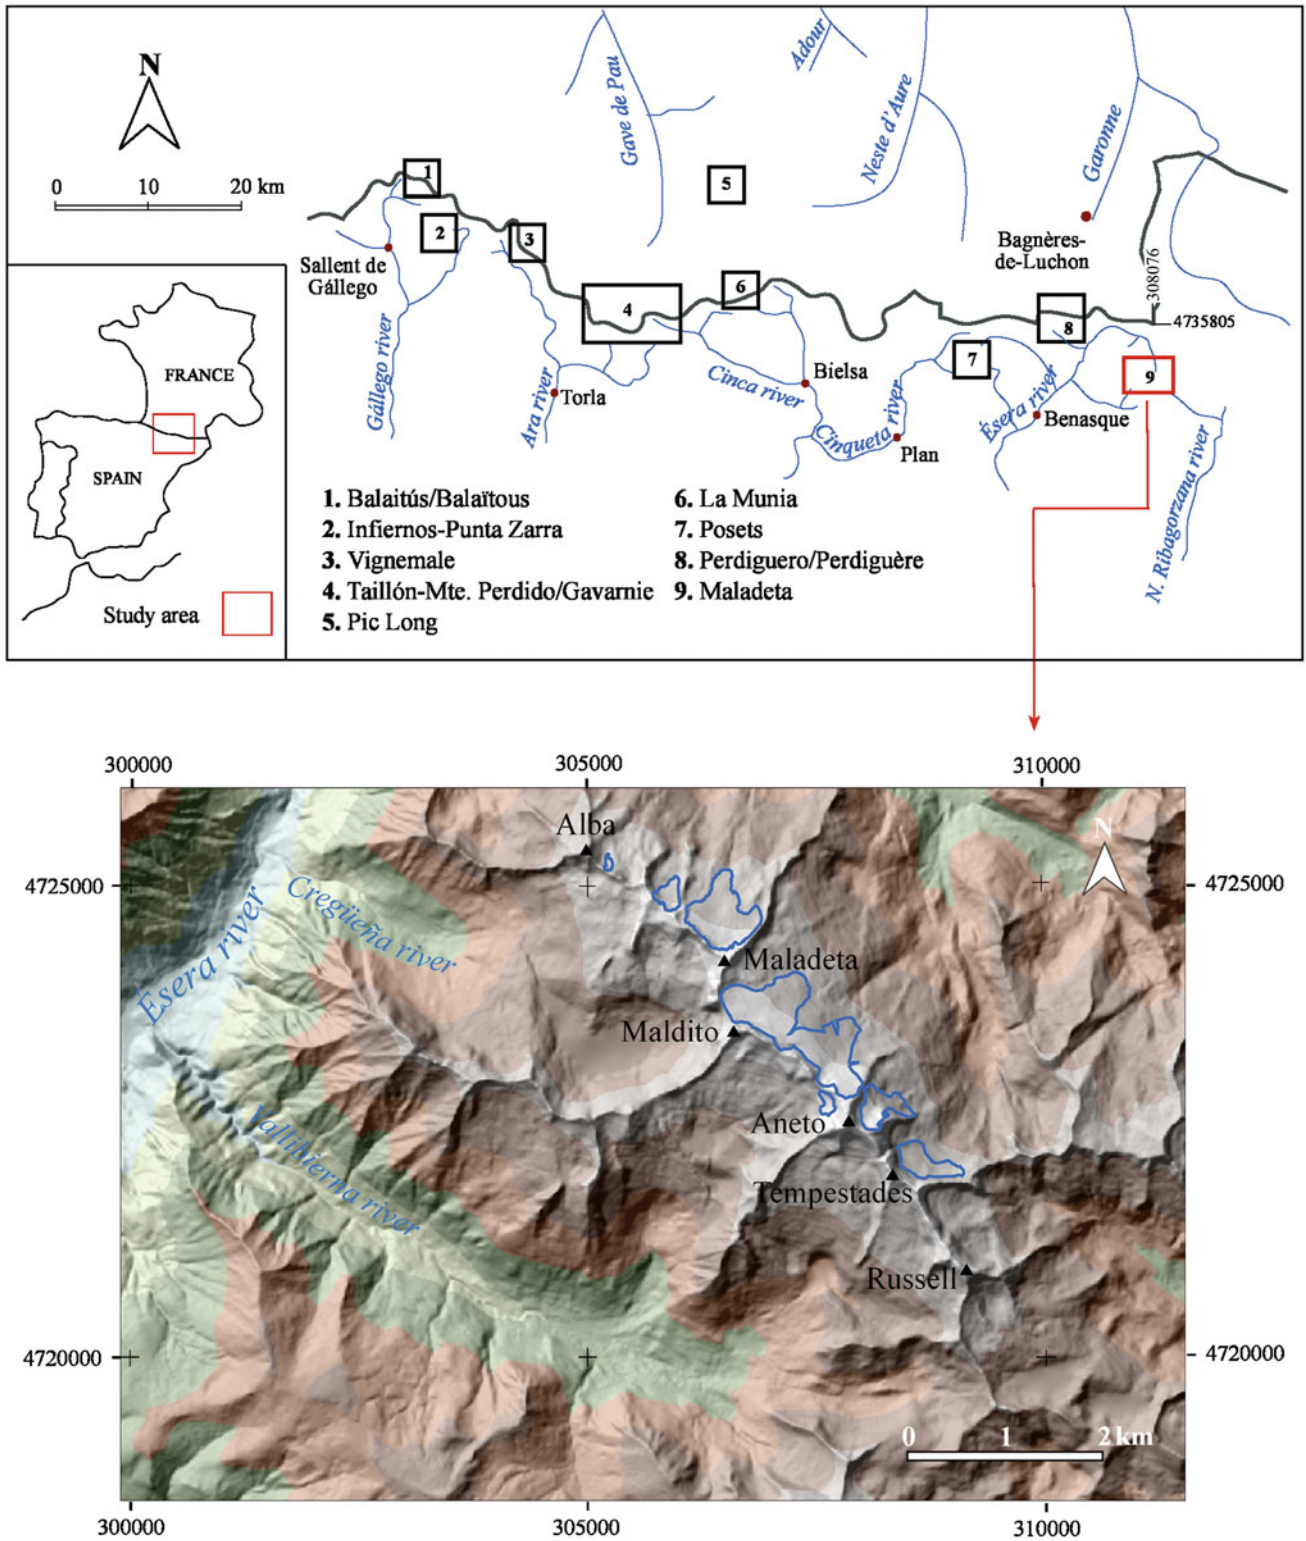 N
0 10 20 km
Gave de Pau
Adour
Neste d'Aure
Garonne
1
5
2
3
Sallent de
Gállego
Bagnères-
de-Luchon
308076
4735805
6
4
8
7
9
Gállego river
Ara river
Torla
Cinca river
Bielsa
Cinqueta river
Plan
Ésera river
Benasque
N. Ribagorzana river
FRANCE
SPAIN
Study area
1. Balaitús/Balaïtous
2. Infiernos-Punta Zarra
3. Vignemale
4. Taillón-Mte. Perdido/Gavarnie
5. Pic Long
6. La Munia
7. Posets
8. Perdiguero/Perdiguère
9. Maladeta
300000 305000 310000
Alba
N
4725000 4725000
Cregüeña river
Ésera river
Maladeta
Maldito
Aneto
Vallibierna river
Tempestades
Russell
4720000 4720000
0 1 2 km
300000 305000 310000